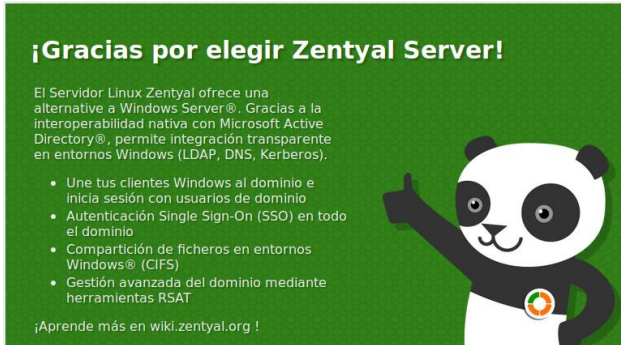 ¡Gracias por elegir Zentyal Server!
El Servidor Linux Zentyal ofrece una
alternative a Windows Server®. Gracias a la
interoperabilidad nativa con Microsoft Active
Directory®, permite integración transparente
en entornos Windows (LDAP, DNS, Kerberos).
• Une tus clientes Windows al dominio e
inicia sesión con usuarios de dominio
• Autenticación Single Sign-On (SSO) en todo
el dominio
• Compartición de ficheros en entornos
Windows® (CIFS)
• Gestión avanzada del dominio mediante
herramientas RSAT
¡Aprende más en wiki.zentyal.org !